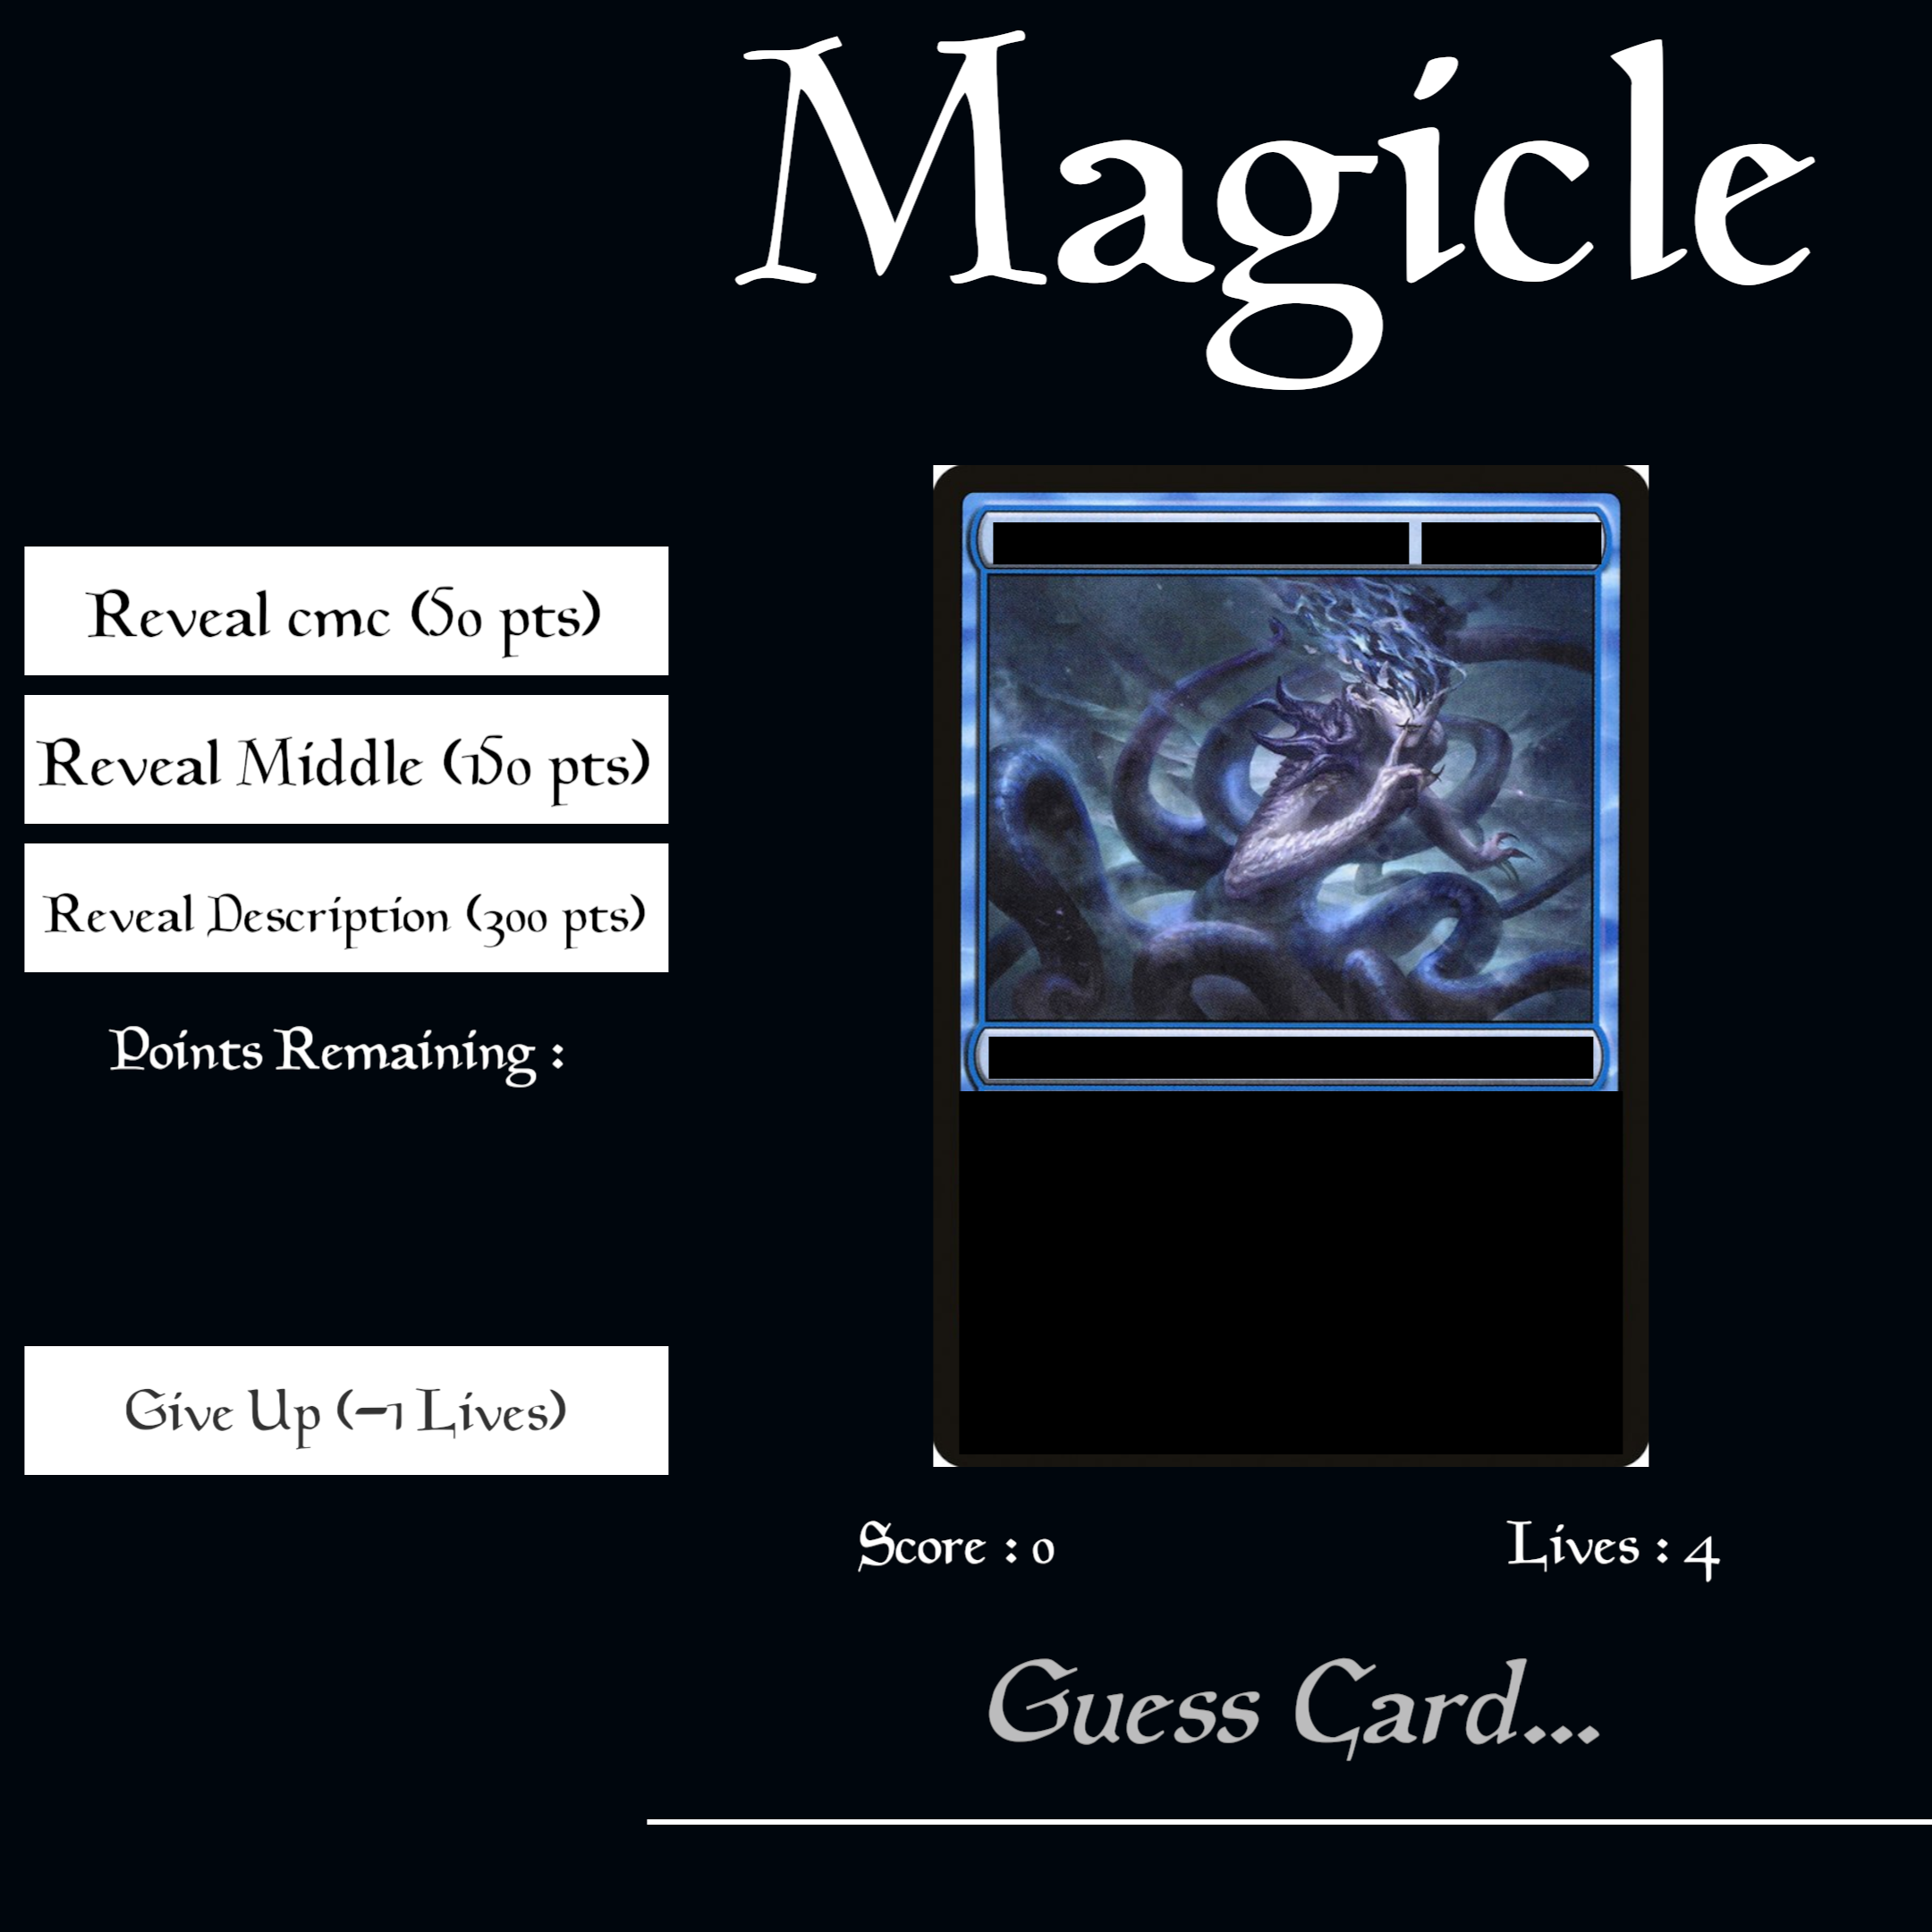 Magicle
Reveal cmc (50 pts)
Reveal Middle (150 pts)
Reveal Description (300 pts)
Points Remaining :
Give Up (-1 Lives)
Score : 0
Lives : 4
Guess Card...